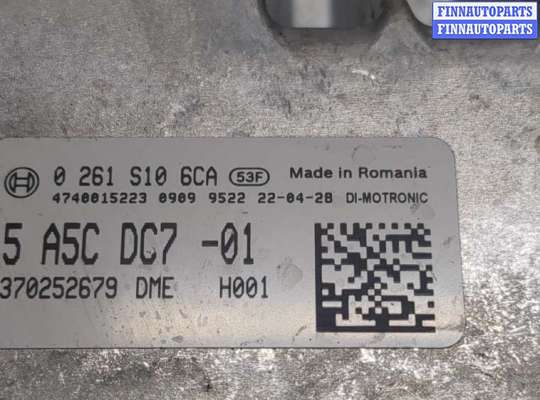 FINNAUTOPARTS
FINNAUTOPARTS
0 261 S10 6CA 53F Made in Romania
4740015223 0909 9522 22-04-28 DI-MOTRONIC
5 A5C DC7 -01
370252679 DME H001